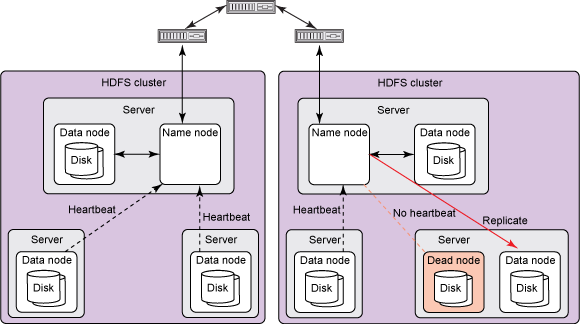 HDFS cluster
Server
Data node
Disk
Name node
Heartbeat
Heartbeat
Server
Data node
Disk
Server
Data node
Disk
HDFS cluster
Server
Name node
Data node
Disk
Heartbeat
No heartbeat
Replicate
Server
Data node
Disk
Server
Dead node
Disk
Data node
Disk